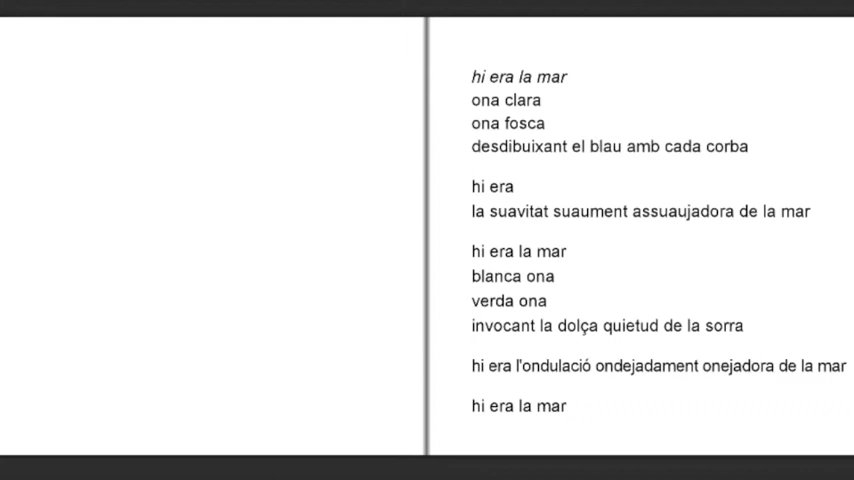 hi era la mar
ona clara
ona fosca
desdibuixant el blau amb cada corba
hi era
la suavitat suaument assuaujadora de la mar
hi era la mar
blanca ona
verda ona
invocant la dolça quietud de la sorra
hi era l'ondulació ondejadament onejadora de la mar
hi era la mar